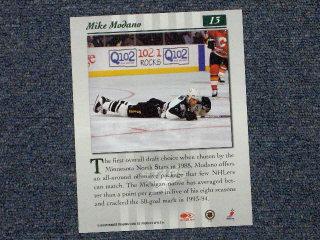 Mike Modano
15
Q102
102.1
ROCKS
Q102
The first overall draft choice when chosen by the
Minnesota North Stars in 1988, Modano offers
an all-around offensive package that few NHLers
can match. The Michigan native has averaged bet-
ter than a point per game in five of his eight seasons
and cracked the 50-goal mark in 1993-94.